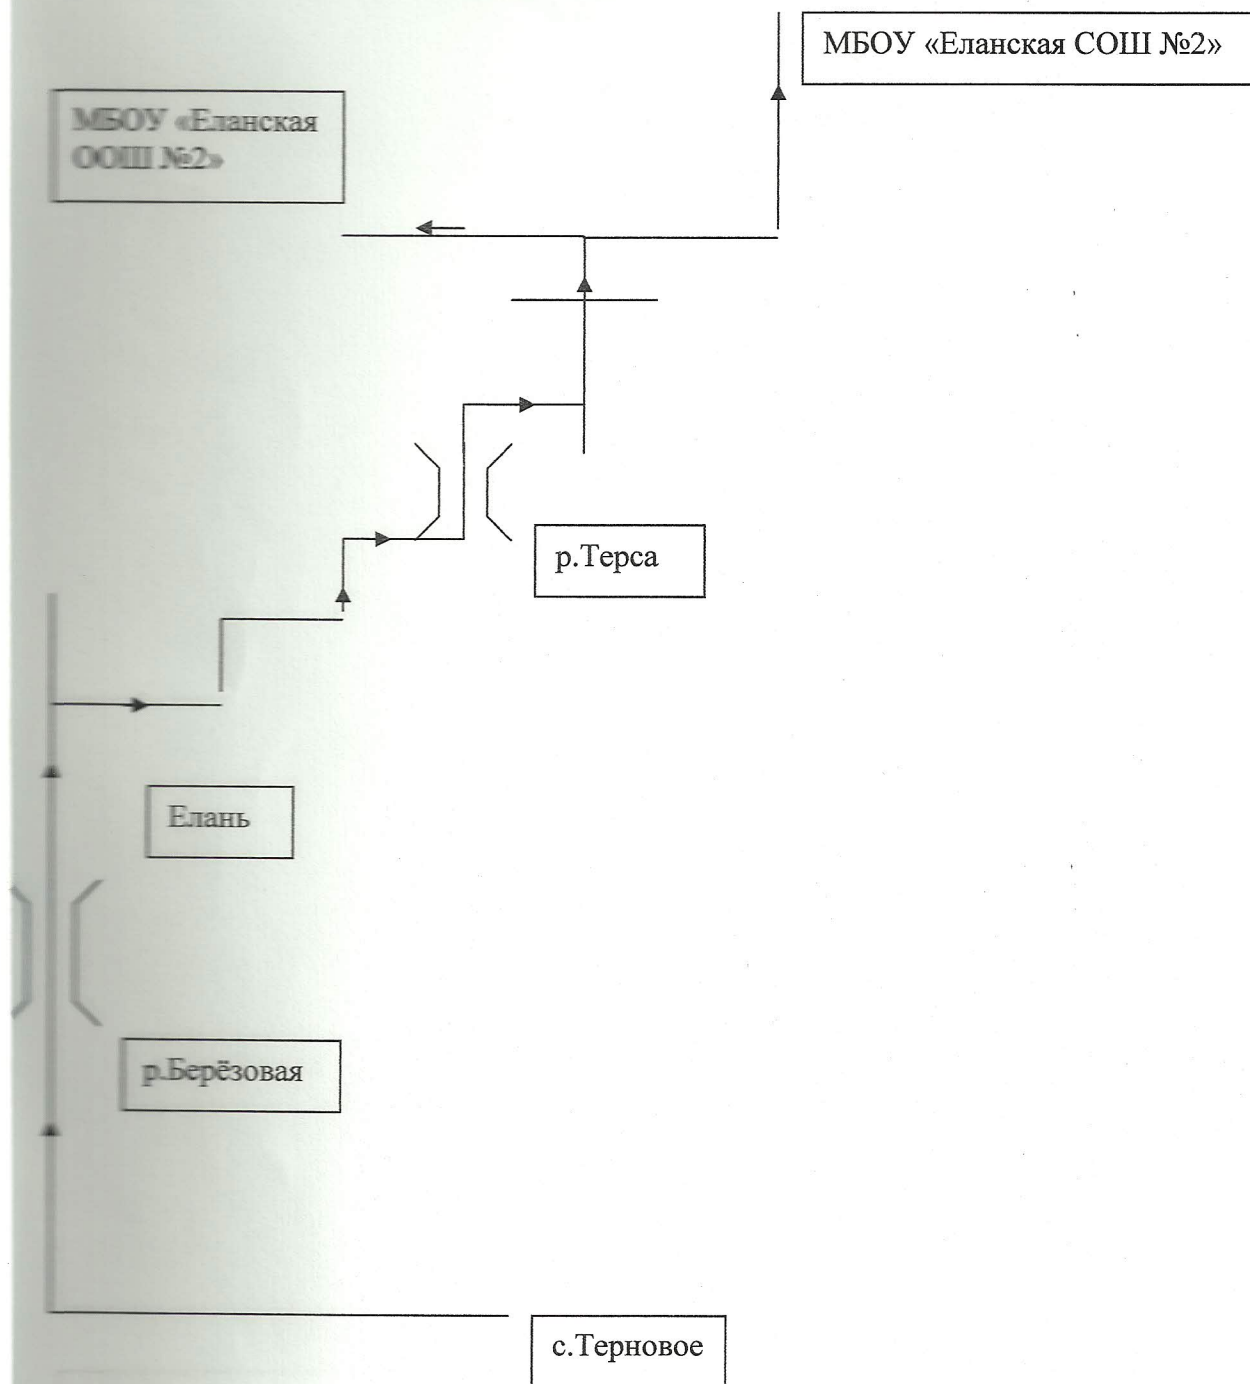 МБОУ «Еланская СОШ №2»
МБОУ «Еланская
ООШ №2»
р.Терса
Елань
р.Берёзовая
с.Терновое